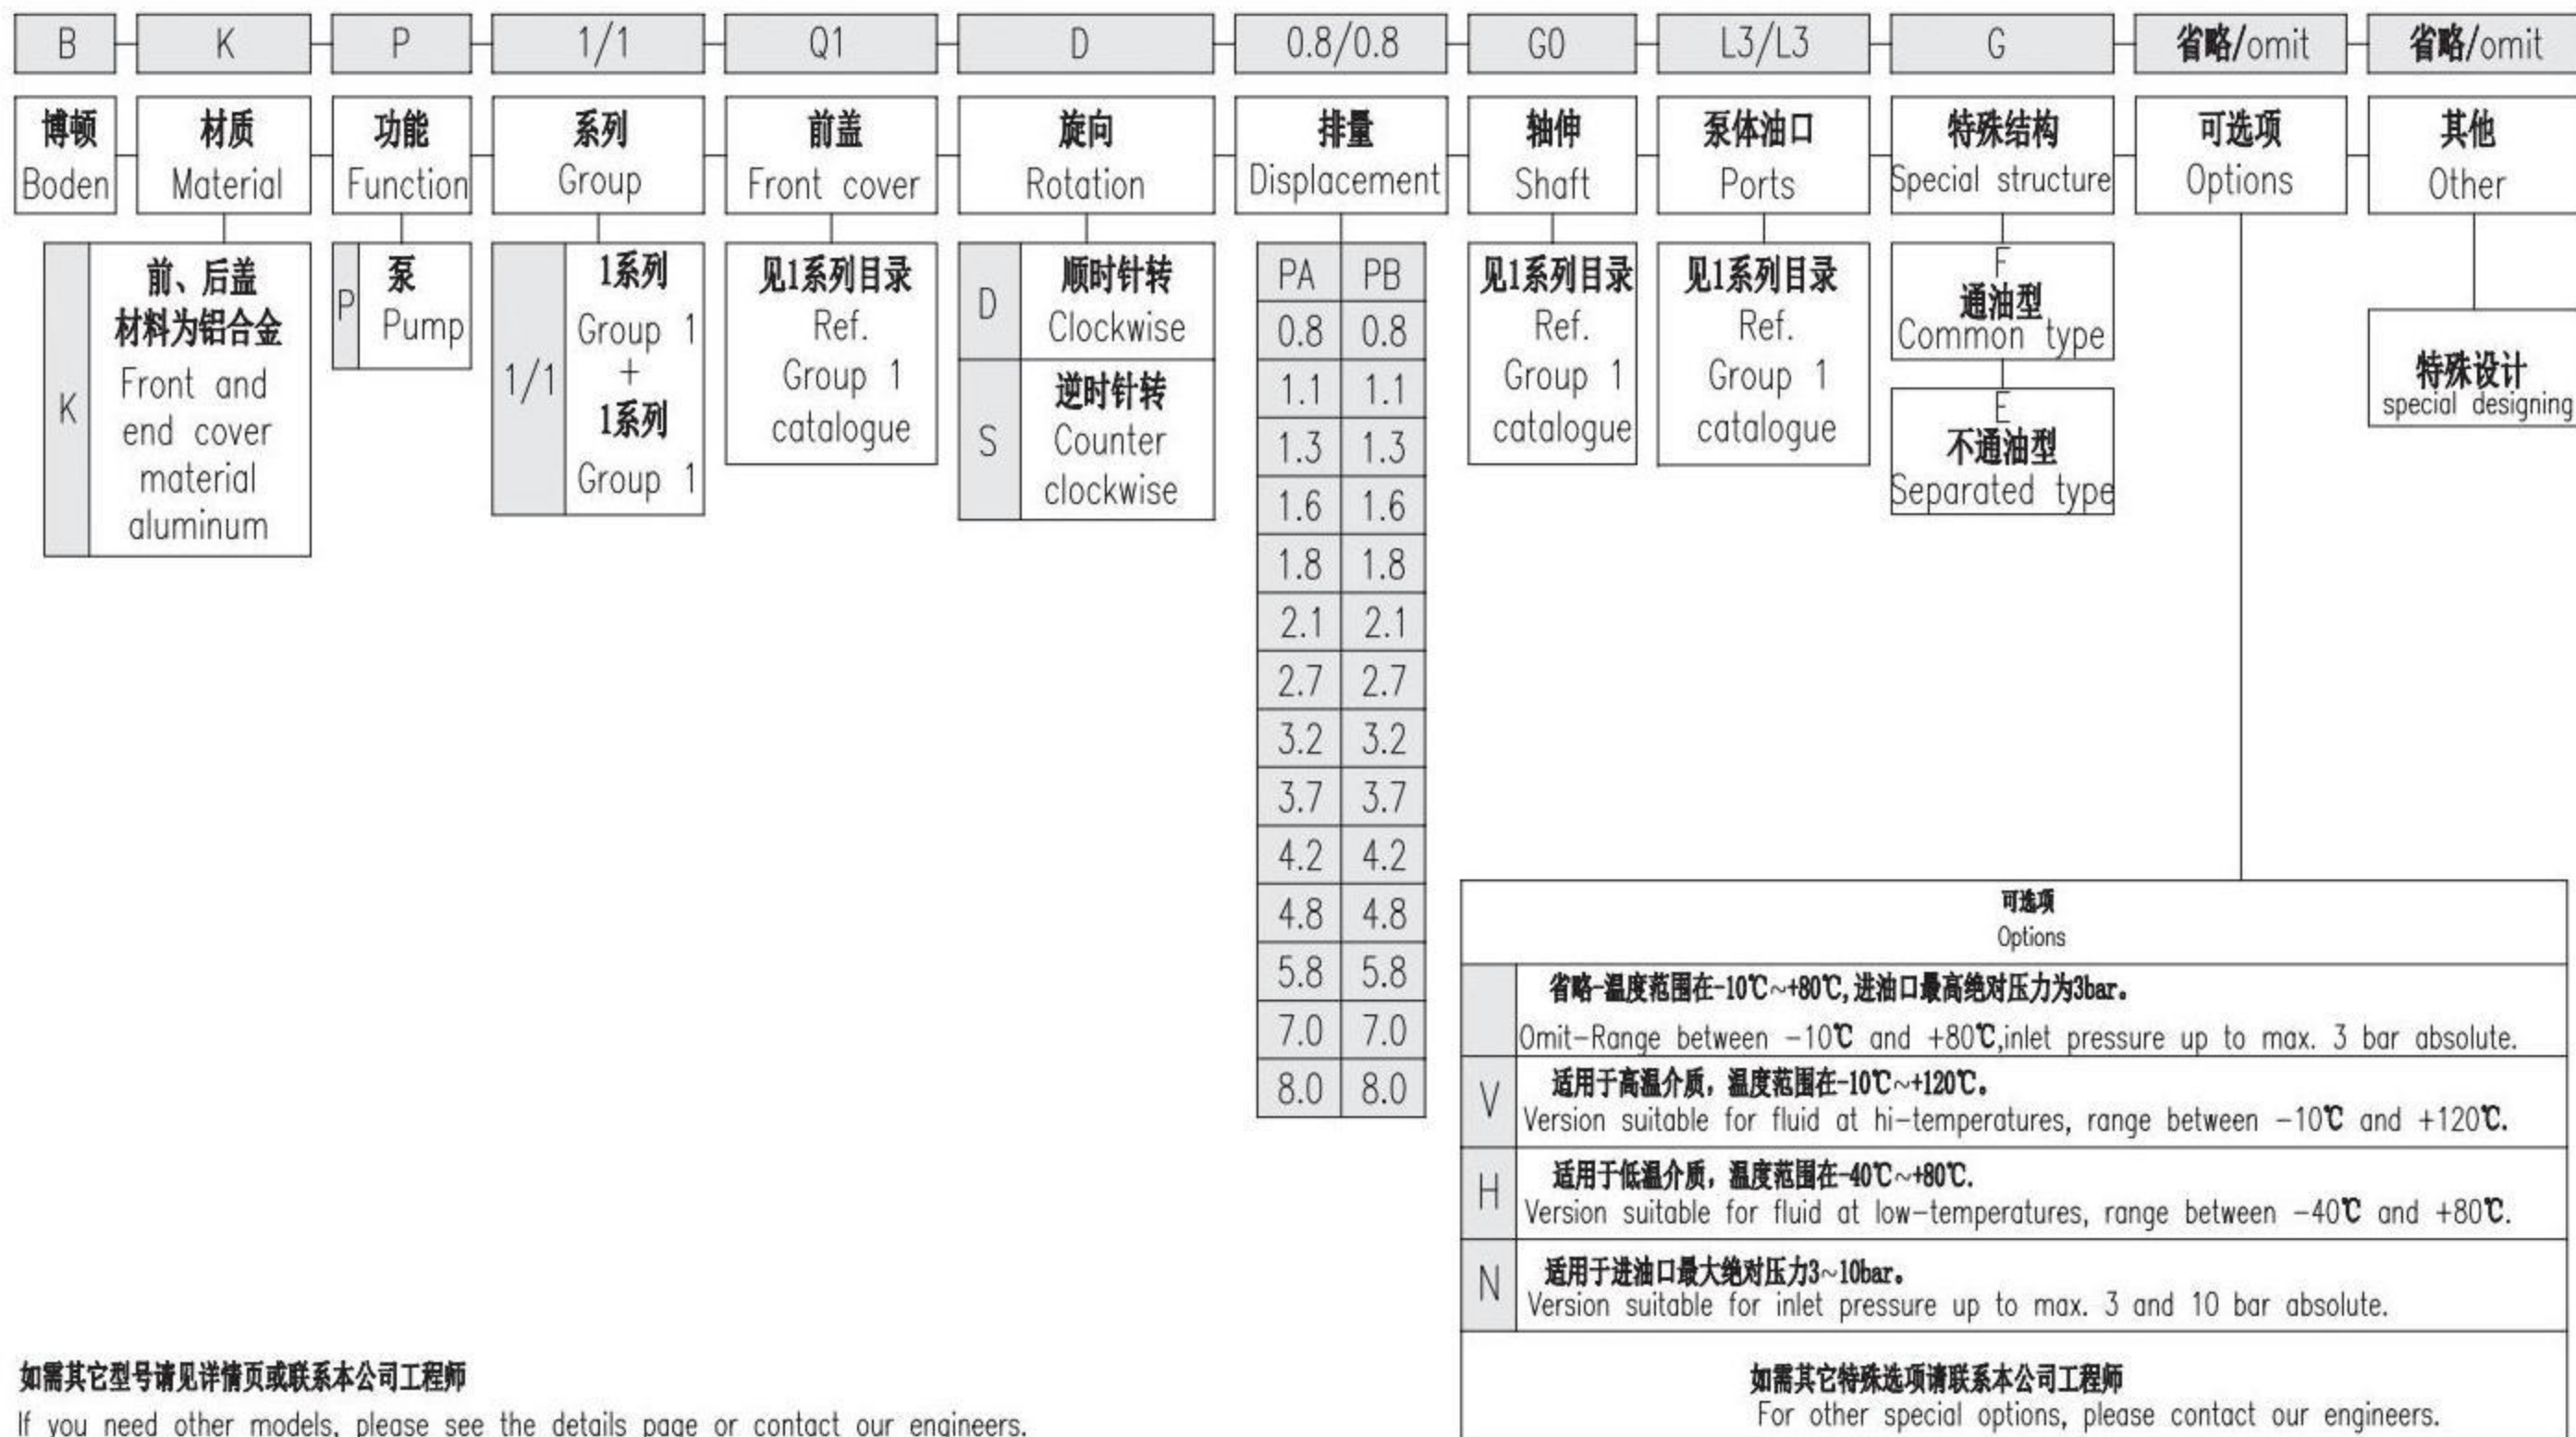 B K P 1/1 Q1 D 0.8/0.8 G0 L3/L3 G 省略/omit 省略/omit
博顿 材质 功能 系列 前盖 旋向 排量 轴伸 泵体油口 特殊结构 可选项 其他
Boden Material Function Group Front cover Rotation Displacement Shaft Ports Special structure Options Other
K
前、后盖
材料为铝合金
Front and
end cover
material
aluminum
P
泵
Pump
1/1
1系列
Group 1
+
1系列
Group 1
见1系列目录
Ref.
Group 1
catalogue
D
顺时针转
Clockwise
S
逆时针转
Counter
clockwise
PA PB
0.8 0.8
1.1 1.1
1.3 1.3
1.6 1.6
1.8 1.8
2.1 2.1
2.7 2.7
3.2 3.2
3.7 3.7
4.2 4.2
4.8 4.8
5.8 5.8
7.0 7.0
8.0 8.0
见1系列目录
Ref.
Group 1
catalogue
见1系列目录
Ref.
Group 1
catalogue
F
通油型
Common type
E
不通油型
Separated type
特殊设计
special designing
可选项
Options
省略-温度范围在-10℃~+80℃,进油口最高绝对压力为3bar。
Omit-Range between -10℃ and +80℃,inlet pressure up to max. 3 bar absolute.
V
适用于高温介质，温度范围在-10℃~+120℃。
Version suitable for fluid at hi-temperatures, range between -10℃ and +120℃.
H
适用于低温介质，温度范围在-40℃~+80℃.
Version suitable for fluid at low-temperatures, range between -40℃ and +80℃.
N
适用于进油口最大绝对压力3~10bar。
Version suitable for inlet pressure up to max. 3 and 10 bar absolute.
如需其它特殊选项请联系本公司工程师
For other special options, please contact our engineers.
如需其它型号请见详情页或联系本公司工程师
If you need other models, please see the details page or contact our engineers.